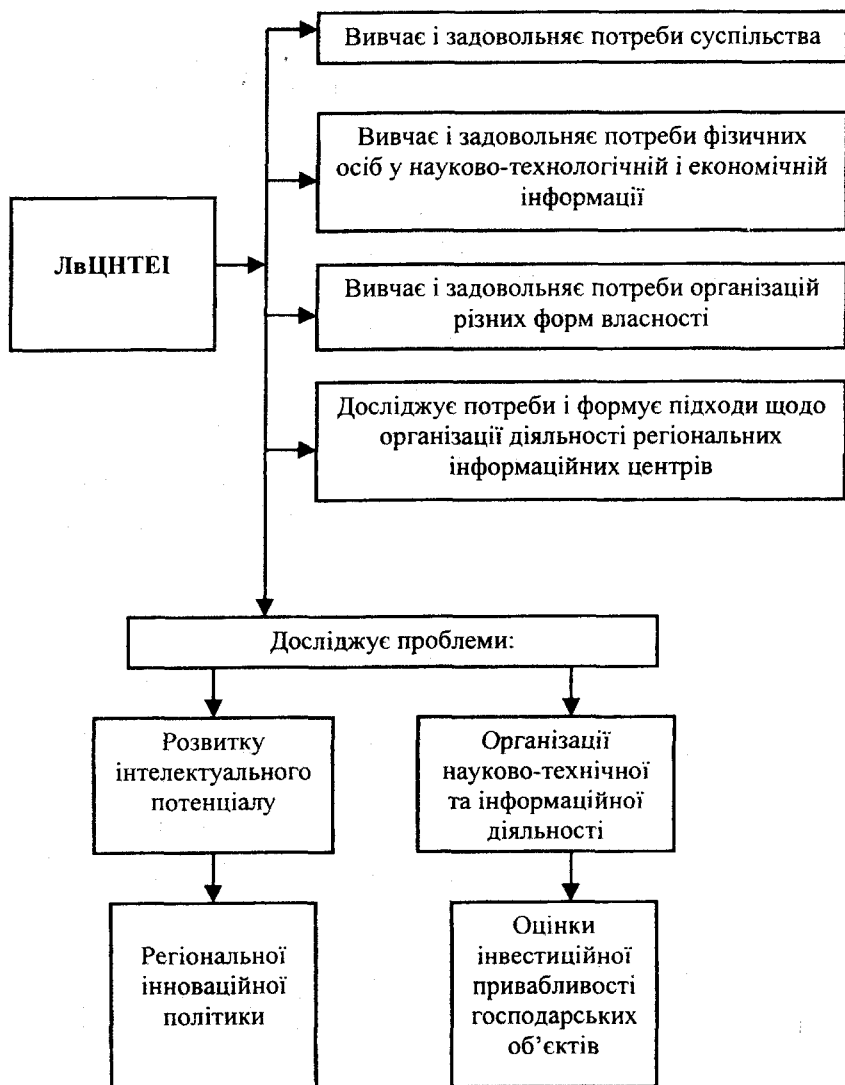 Вивчає і задовольняє потреби суспільства
Вивчає і задовольняє потреби фізичних
осіб у науково-технологічній і економічній
інформації
ЛвЦНТЕІ
Вивчає і задовольняє потреби організацій
різних форм власності
Досліджує потреби і формує підходи щодо
організації діяльності регіональних
інформаційних центрів
Досліджує проблеми:
Розвитку
інтелектуального
потенціалу
Організації
науково-технічної
та інформаційної
діяльності
Регіональної
інноваційної
політики
Оцінки
інвестиційної
привабливості
господарських
об’єктів